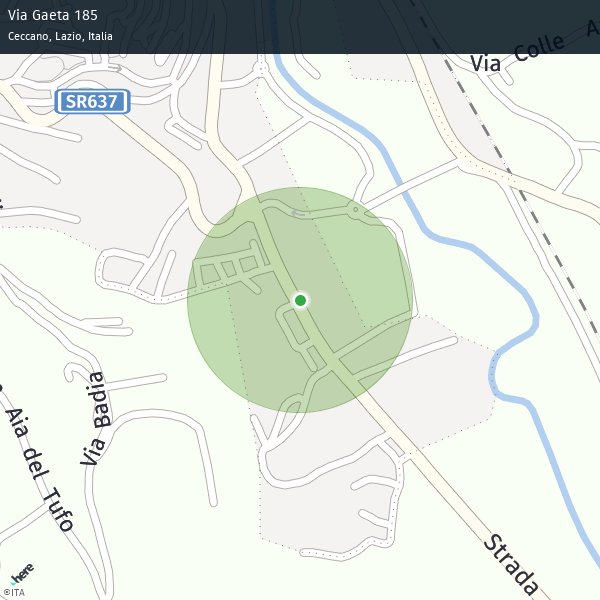 Via Gaeta 185
Ceccano, Lazio, Italia
Via Colle A
SR637
Via Badia
Aia del Tufo
Strada
here
©ITA